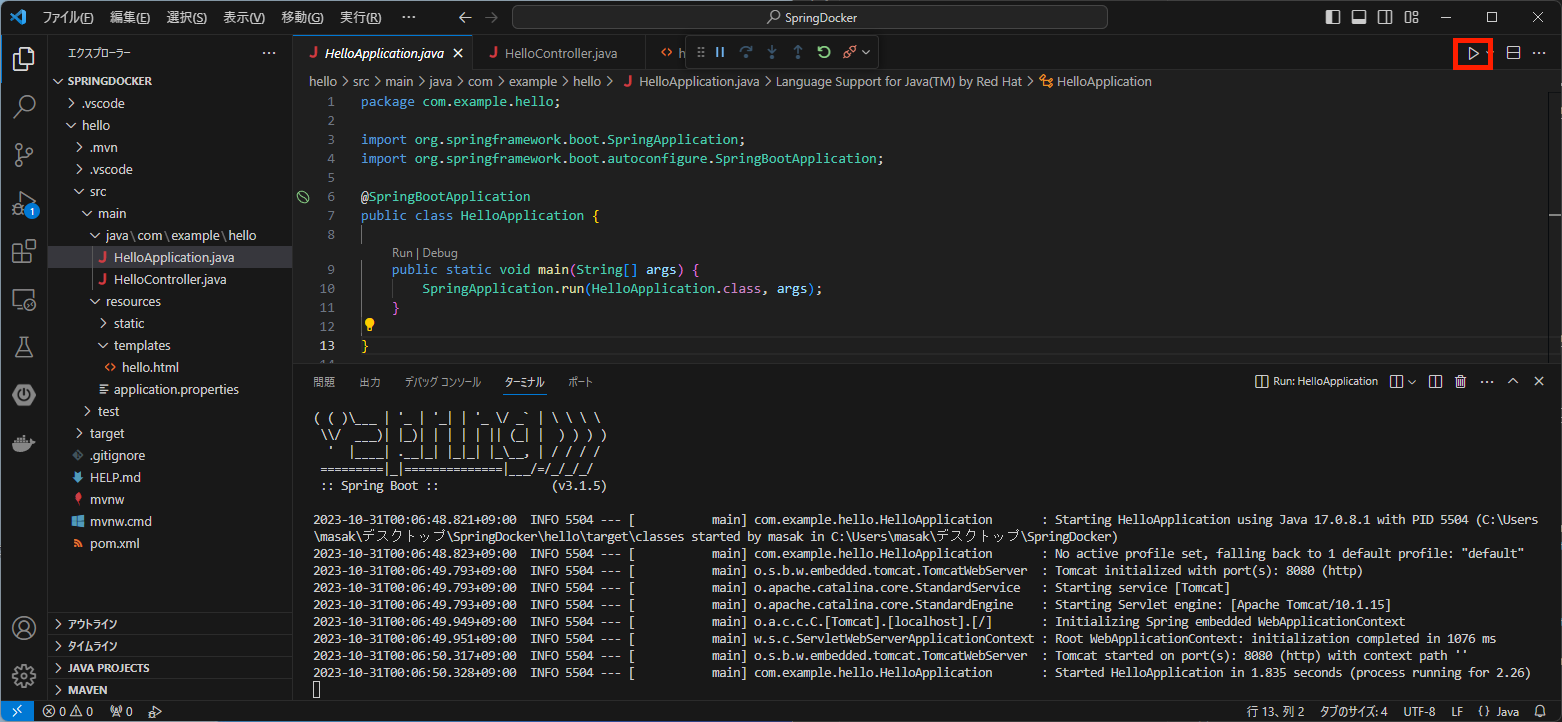 ファイル(F) 編集(E) 選択(S) 表示(V) 移動(G) 実行(R) ··· SpringDocker
エクスプローラー ···
SPRINGDOCKER
.vscode
hello
.mvn
.vscode
src
main
java\com\example\hello
HelloApplication.java
HelloController.java
resources
static
templates
hello.html
application.properties
test
target
.gitignore
HELP.md
mvnw
mvnw.cmd
pom.xml
アウトライン
タイムライン
JAVA PROJECTS
MAVEN
1
HelloApplication.java HelloController.java h
hello > src > main > java > com > example > hello > HelloApplication.java > Language Support for Java(TM) by Red Hat > HelloApplication
1 package com.example.hello;
2
3 import org.springframework.boot.SpringApplication;
4 import org.springframework.boot.autoconfigure.SpringBootApplication;
5
6 @SpringBootApplication
7 public class HelloApplication {
8
Run | Debug
9 public static void main(String[] args) {
10 SpringApplication.run(HelloApplication.class, args);
11 }
12
13 }
14
問題 出力 デバッグ コンソール ターミナル ポート Run: HelloApplication
( ( )\___ | '_ | '_| | '_ \/ _` | \ \ \ \
\\/  ___)| |_)| | | | | || (_| |  ) ) ) )
'  |____| .__|_| |_|_| |_\__, | / / / /
=========|_|==============|___/=/_/_/_/
:: Spring Boot :: (v3.1.5)
2023-10-31T00:06:48.821+09:00  INFO 5504 --- [           main] com.example.hello.HelloApplication       : Starting HelloApplication using Java 17.0.8.1 with PID 5504 (C:\Users
\masak\デスクトップ\SpringDocker\hello\target\classes started by masak in C:\Users\masak\デスクトップ\SpringDocker)
2023-10-31T00:06:48.823+09:00  INFO 5504 --- [           main] com.example.hello.HelloApplication       : No active profile set, falling back to 1 default profile: "default"
2023-10-31T00:06:49.793+09:00  INFO 5504 --- [           main] o.s.b.w.embedded.tomcat.TomcatWebServer  : Tomcat initialized with port(s): 8080 (http)
2023-10-31T00:06:49.793+09:00  INFO 5504 --- [           main] o.apache.catalina.core.StandardService   : Starting service [Tomcat]
2023-10-31T00:06:49.793+09:00  INFO 5504 --- [           main] o.apache.catalina.core.StandardEngine    : Starting Servlet engine: [Apache Tomcat/10.1.15]
2023-10-31T00:06:49.949+09:00  INFO 5504 --- [           main] o.a.c.c.C.[Tomcat].[localhost].[/]       : Initializing Spring embedded WebApplicationContext
2023-10-31T00:06:49.951+09:00  INFO 5504 --- [           main] w.s.c.ServletWebServerApplicationContext : Root WebApplicationContext: initialization completed in 1076 ms
2023-10-31T00:06:50.317+09:00  INFO 5504 --- [           main] o.s.b.w.embedded.tomcat.TomcatWebServer  : Tomcat started on port(s): 8080 (http) with context path ''
2023-10-31T00:06:50.328+09:00  INFO 5504 --- [           main] com.example.hello.HelloApplication       : Started HelloApplication in 1.835 seconds (process running for 2.26)
0 0 0 行 13、列 2 タブのサイズ: 4 UTF-8 LF {} Java